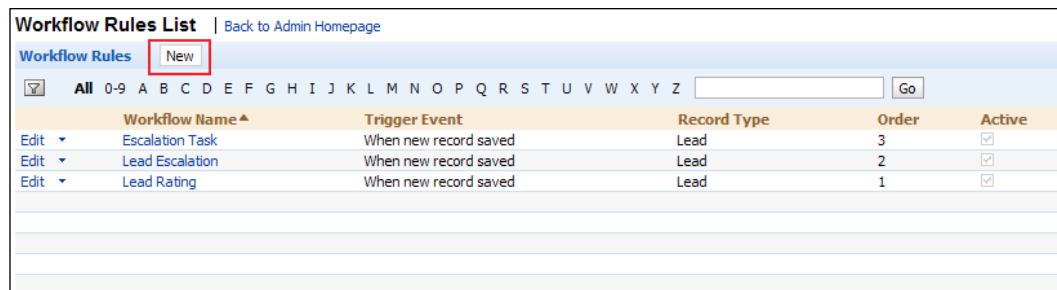 Workflow Rules List | Back to Admin Homepage
Workflow Rules New
All 0-9 A B C D E F G H I J K L M N O P Q R S T U V W X Y Z Go
Workflow Name Trigger Event Record Type Order Active
Edit Escalation Task When new record saved Lead 3
Edit Lead Escalation When new record saved Lead 2
Edit Lead Rating When new record saved Lead 1